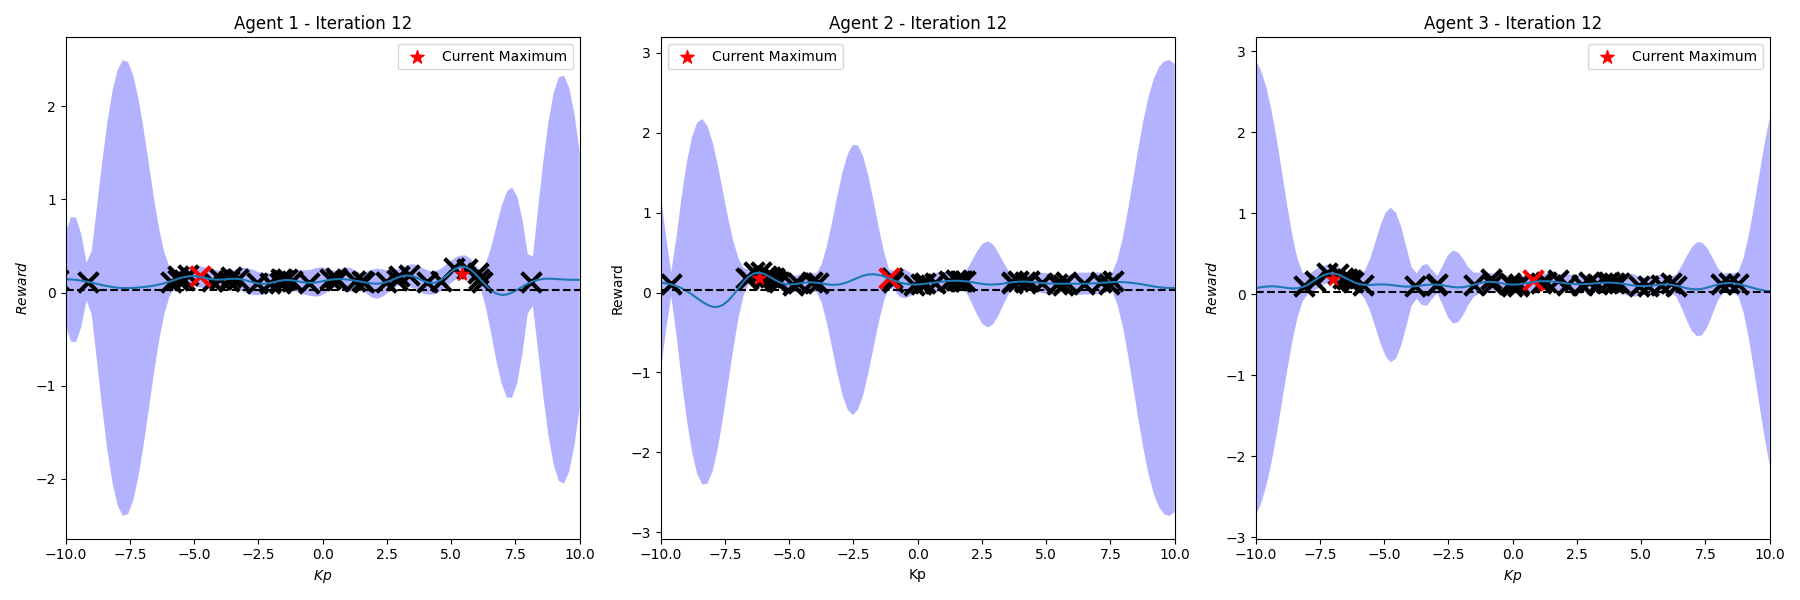 Agent 1 - Iteration 12
Current Maximum
Reward
2
1
0
−1
−2
−10.0 −7.5 −5.0 −2.5 0.0 2.5 5.0 7.5 10.0
Kp
Agent 2 - Iteration 12
Current Maximum
Reward
3
2
1
0
−1
−2
−3
−10.0 −7.5 −5.0 −2.5 0.0 2.5 5.0 7.5 10.0
Kp
Agent 3 - Iteration 12
Current Maximum
Reward
3
2
1
0
−1
−2
−3
−10.0 −7.5 −5.0 −2.5 0.0 2.5 5.0 7.5 10.0
Kp